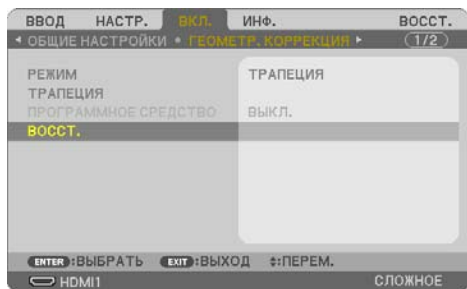 ВВОД НАСТР. ВКЛ. ИНФ. ВОССТ.
ОБЩИЕ НАСТРОЙКИ • ГЕОМЕТР. КОРРЕКЦИЯ 1/2
РЕЖИМ ТРАПЕЦИЯ
ТРАПЕЦИЯ
ПРОГРАММНОЕ СРЕДСТВО ВЫКЛ.
ВОССТ.
ENTER :ВЫБРАТЬ EXIT :ВЫХОД :ПЕРЕМ.
HDMI1 СЛОЖНОЕ